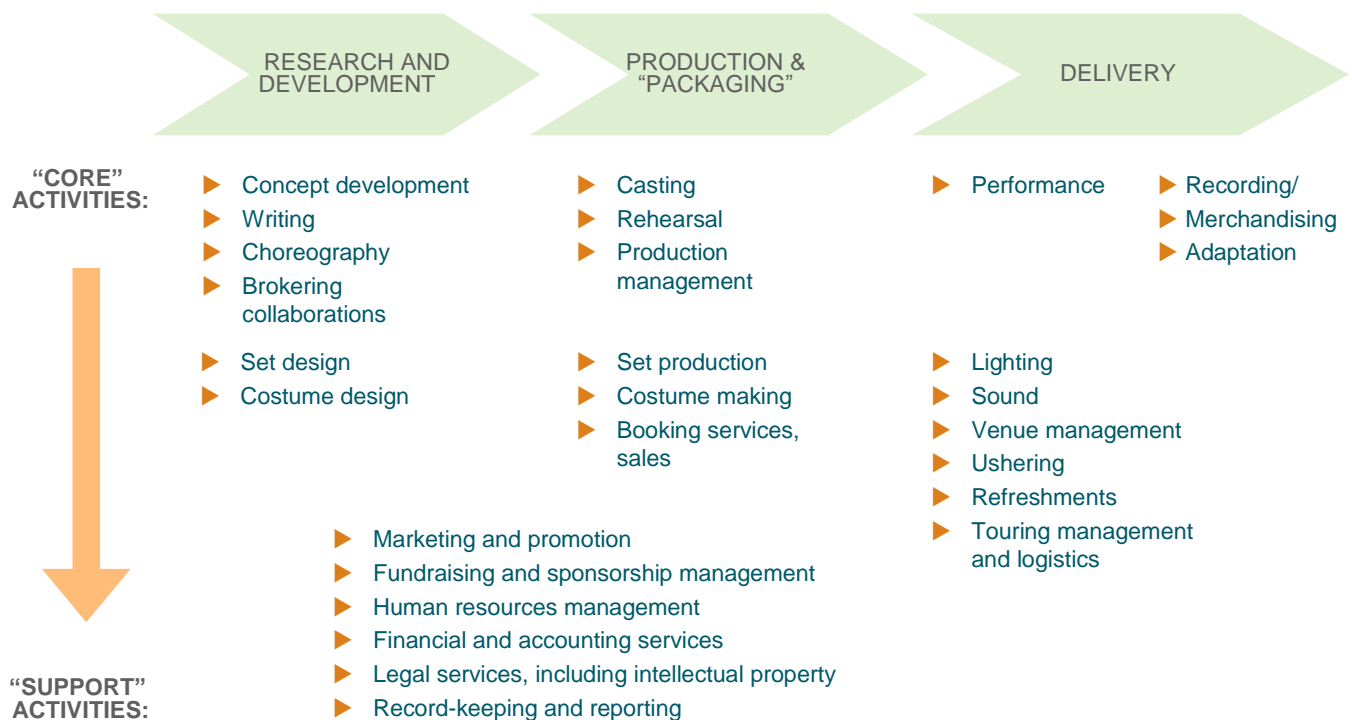 RESEARCH AND
DEVELOPMENT
PRODUCTION &
“PACKAGING”
DELIVERY
“CORE”
ACTIVITIES:
Concept development
Writing
Choreography
Brokering
collaborations
Casting
Rehearsal
Production
management
Performance
Recording/
Merchandising
Adaptation
Set design
Costume design
Set production
Costume making
Booking services,
sales
Lighting
Sound
Venue management
Ushering
Refreshments
Touring management
and logistics
Marketing and promotion
Fundraising and sponsorship management
Human resources management
Financial and accounting services
Legal services, including intellectual property
Record-keeping and reporting
“SUPPORT”
ACTIVITIES: